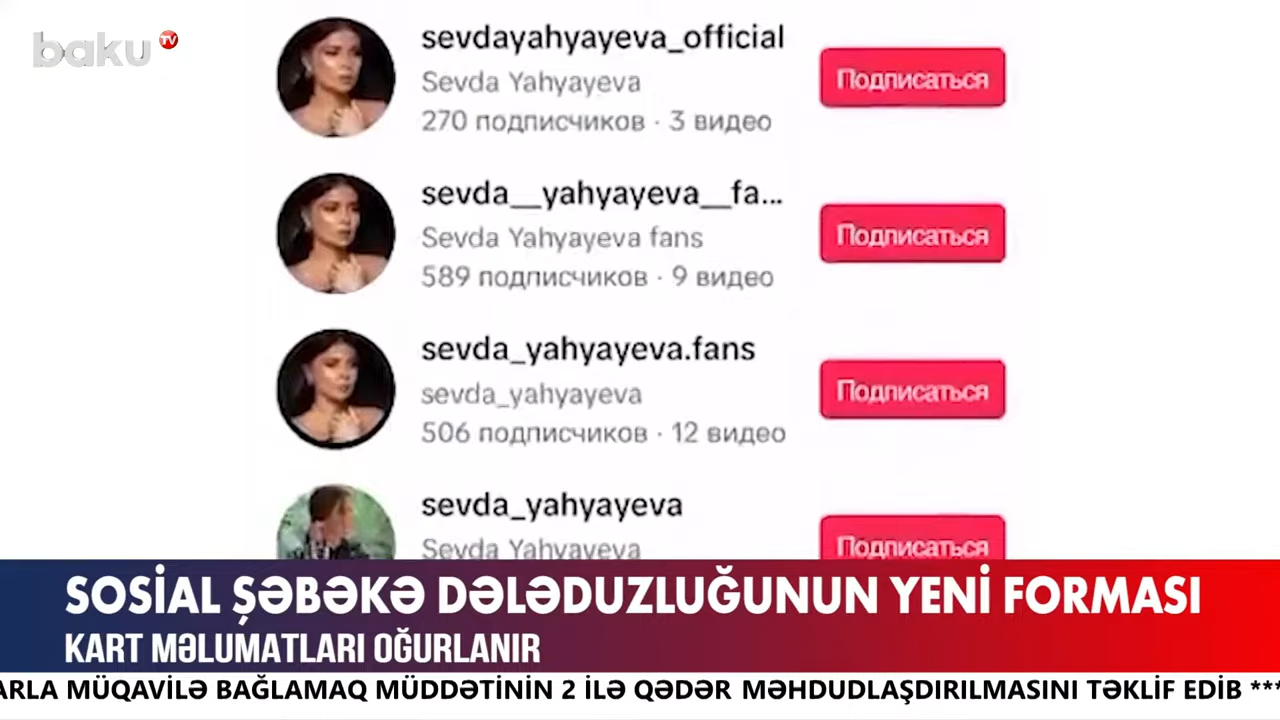 baku TV
sevdayahyayeva_official
Sevda Yahyayeva
270 подписчиков · 3 видео
Подписаться
sevda__yahyayeva__fa...
Sevda Yahyayeva fans
589 подписчиков · 9 видео
Подписаться
sevda_yahyayeva.fans
sevda_yahyayeva
506 подписчиков · 12 видео
Подписаться
sevda_yahyayeva
Sevda Yahyayeva
Подписаться
SOSİAL ŞƏBƏKƏ DƏLƏDUZLUĞUNUN YENİ FORMASI
KART MƏLUMATLARI OĞURLANIR
ARLA MÜQAVİLƏ BAĞLAMAQ MÜDDƏTİNİN 2 İLƏ QƏDƏR MƏHDUDLAŞDIRILMASINI TƏKLİF EDİB ***